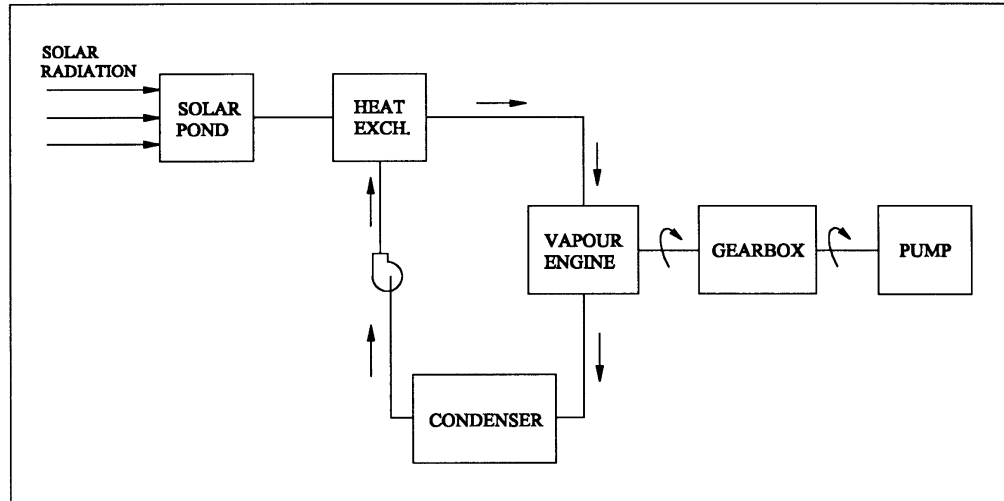 SOLAR
RADIATION
SOLAR
POND
HEAT
EXCH.
VAPOUR
ENGINE
GEARBOX
PUMP
CONDENSER